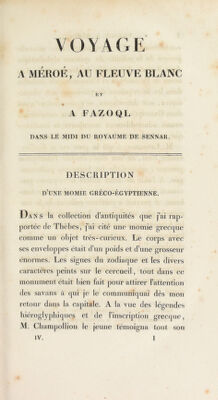 VOYAGE
A MÉROÉ, AU FLEUVE BLANC
ET
A FAZOQL
DANS LE MIDI DU ROYAUME DE SENNAR.
DESCRIPTION
D'UNE MOMIE GRÉCO-ÉGYPTIENNE.
DANS la collection d'antiquités que j'ai rap-
portée de Thèbes, j'ai cité une momie grecque
comme un objet très-curieux. Le corps avec
ses enveloppes était d'un poids et d'une grosseur
énormes. Les signes du zodiaque et les divers
caractères peints sur le cercueil, tout dans ce
monument était bien fait pour attirer l'attention
des savans à qui je le communiquai dès mon
retour dans la capitale. A la vue des légendes
hiéroglyphiques et de l'inscription grecque,
M. Champollion le jeune témoigna tout son
IV. 1